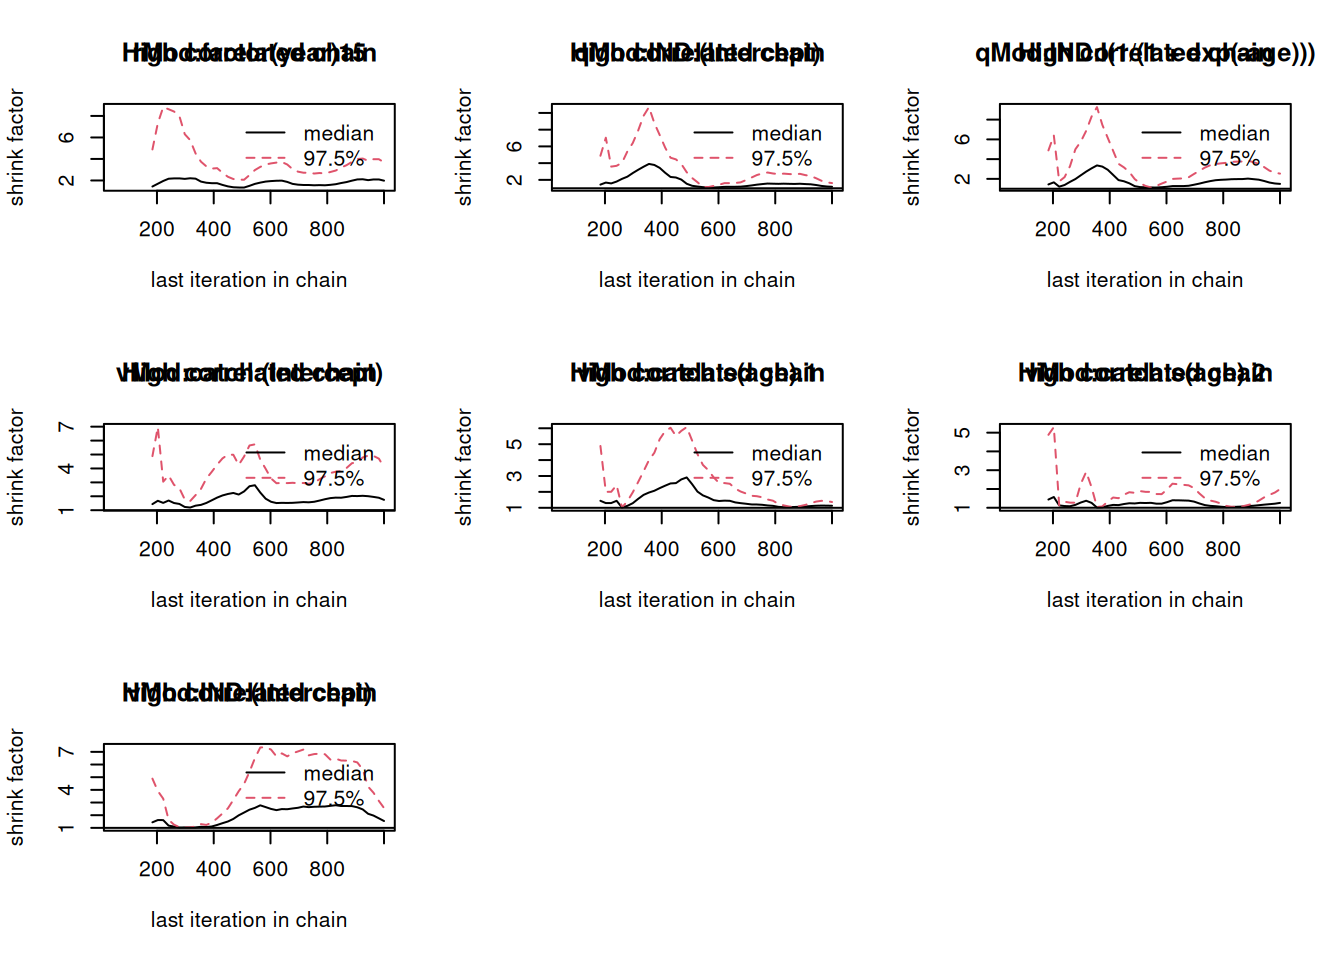 shrink factor
2 6
median
97.5%
200 400 600 800
last iteration in chain
shrink factor
2 6
median
97.5%
200 400 600 800
last iteration in chain
shrink factor
2 6
median
97.5%
200 400 600 800
last iteration in chain
shrink factor
1 4 7
median
97.5%
200 400 600 800
last iteration in chain
shrink factor
1 3 5
median
97.5%
200 400 600 800
last iteration in chain
shrink factor
1 3 5
median
97.5%
200 400 600 800
last iteration in chain
shrink factor
1 4 7
median
97.5%
200 400 600 800
last iteration in chain